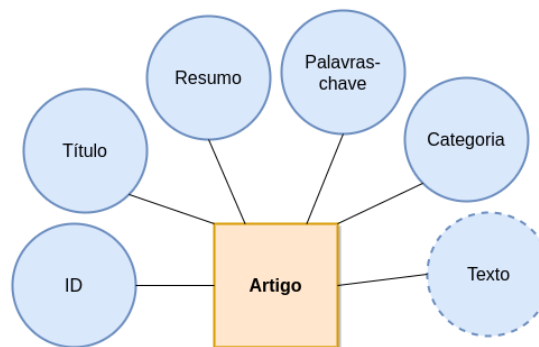 Palavras-
chave
Resumo
Categoria
Título
Texto
ID
Artigo